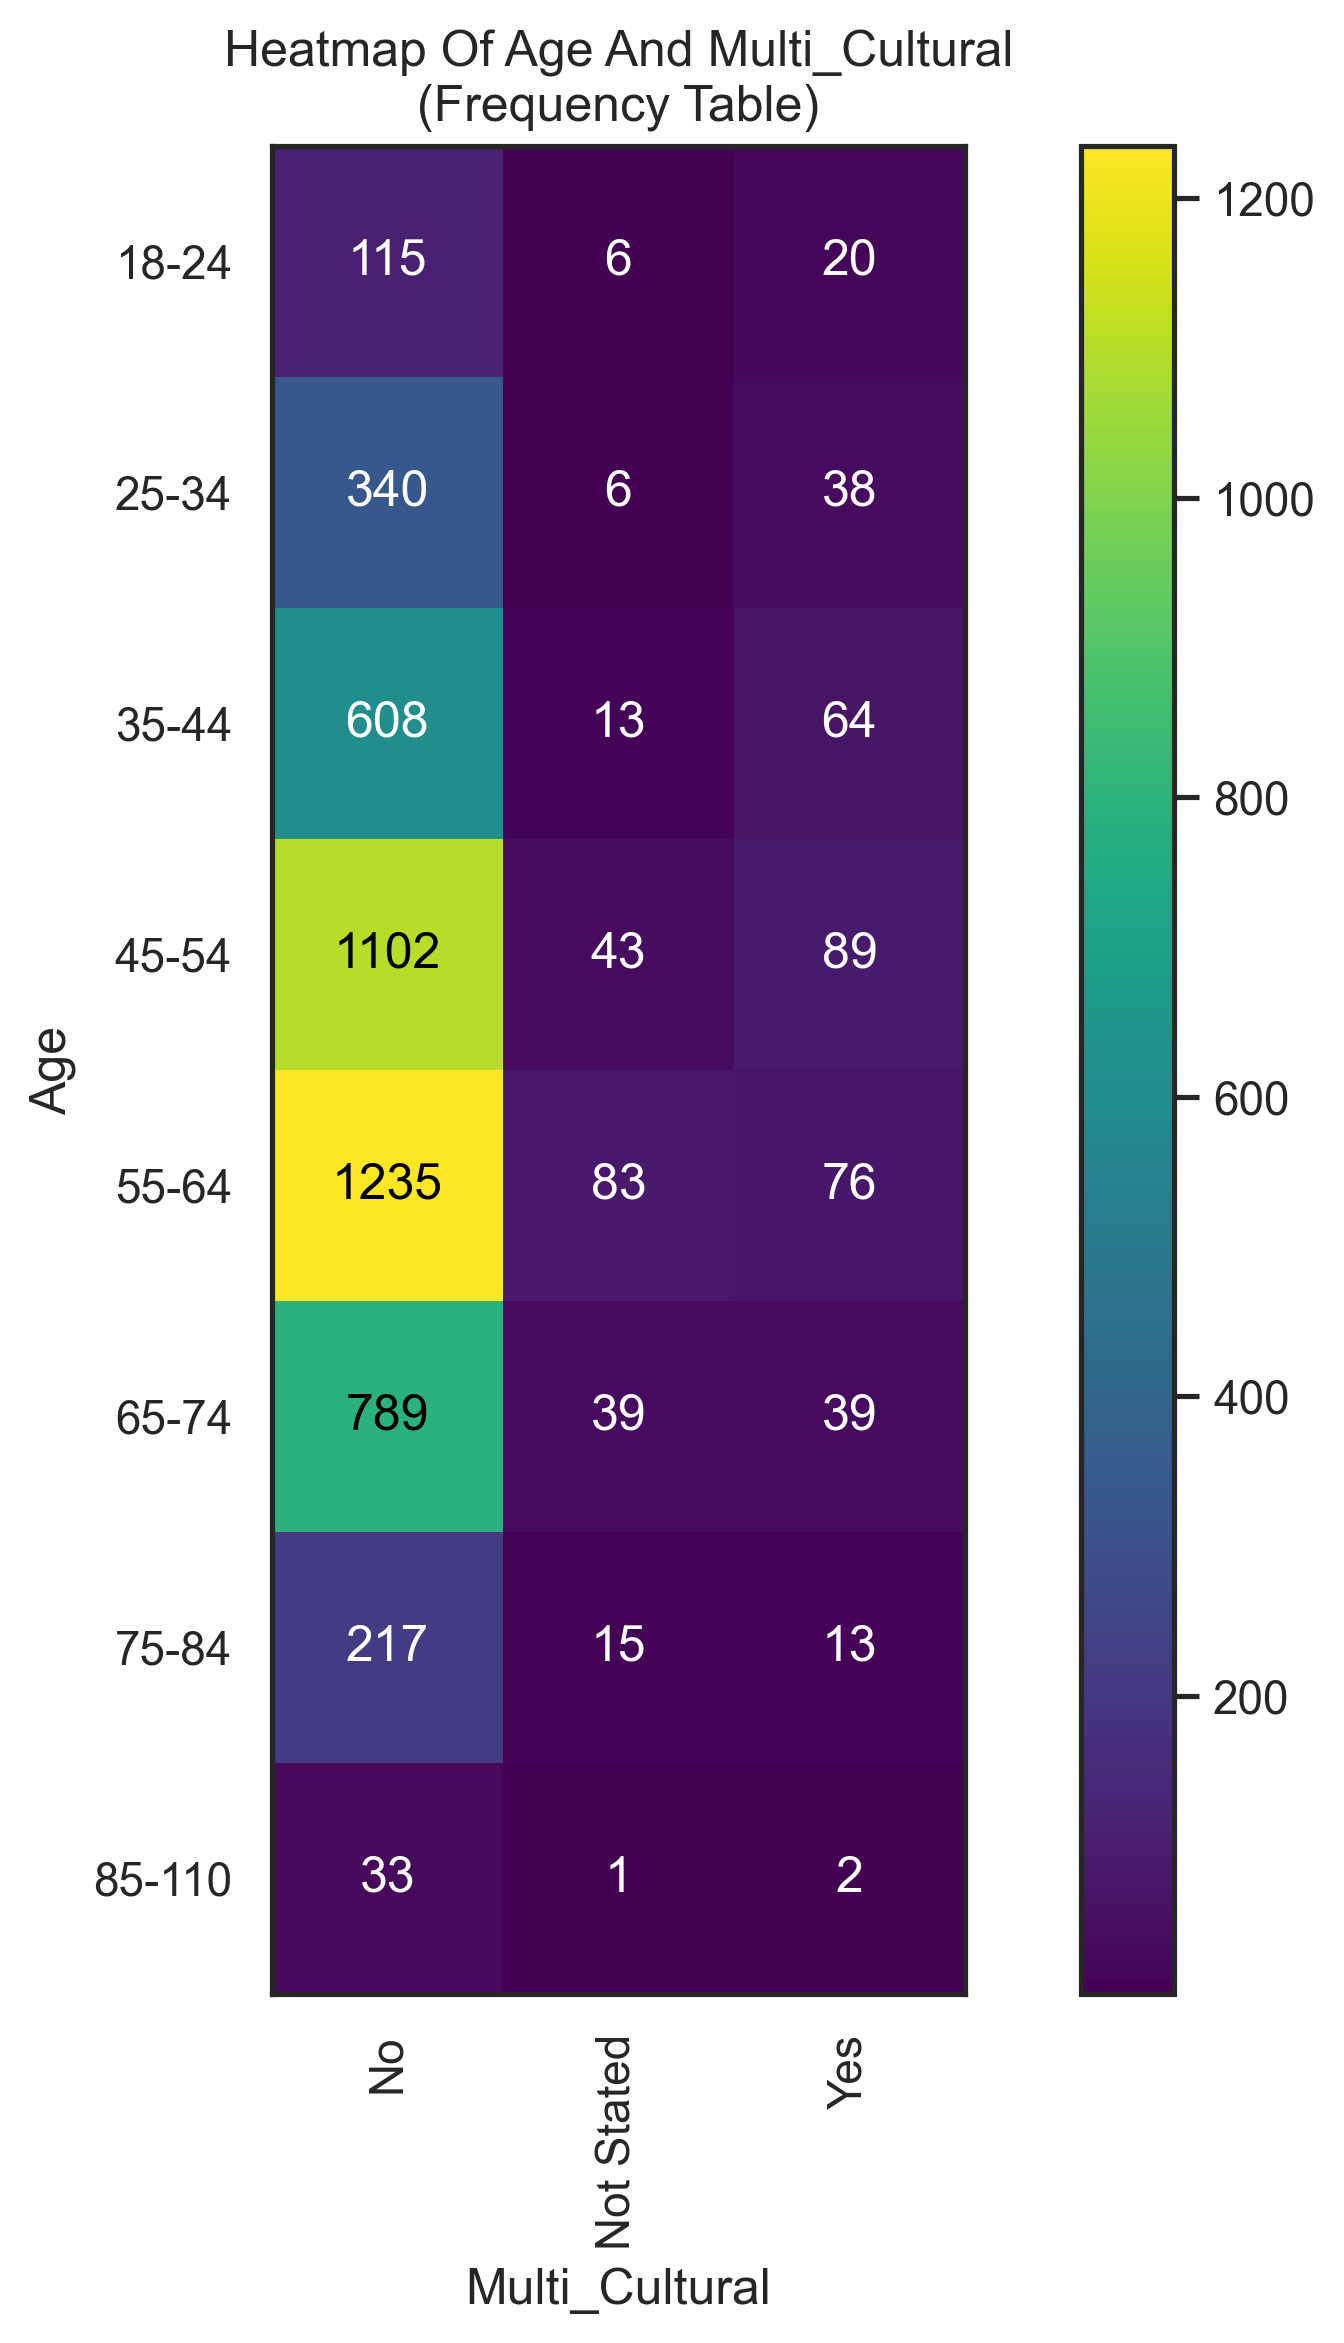 Heatmap Of Age And Multi_Cultural
(Frequency Table)
18-24 115 6 20
25-34 340 6 38
35-44 608 13 64
45-54 1102 43 89
55-64 1235 83 76
65-74 789 39 39
75-84 217 15 13
85-110 33 1 2
Age
No
Not Stated
Yes
Multi_Cultural
1200
1000
800
600
400
200